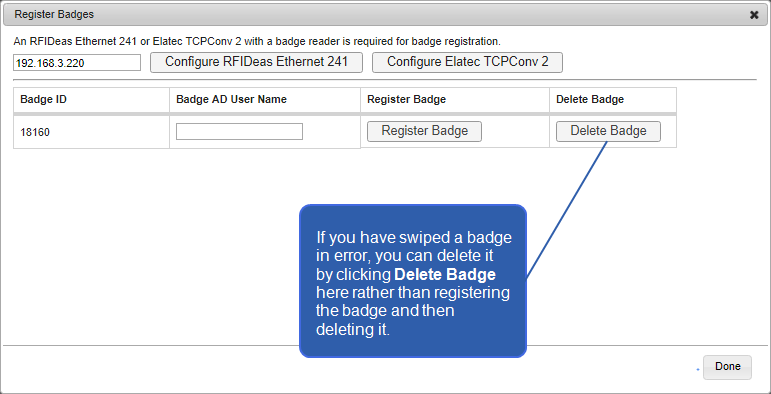 Register Badges
An RFIDeas Ethernet 241 or Elatec TCPConv 2 with a badge reader is required for badge registration.
192.168.3.220 Configure RFIDeas Ethernet 241 Configure Elatec TCPConv 2
Badge ID Badge AD User Name Register Badge Delete Badge
18160 Register Badge Delete Badge
If you have swiped a badge
in error, you can delete it
by clicking Delete Badge
here rather than registering
the badge and then
deleting it.
Done